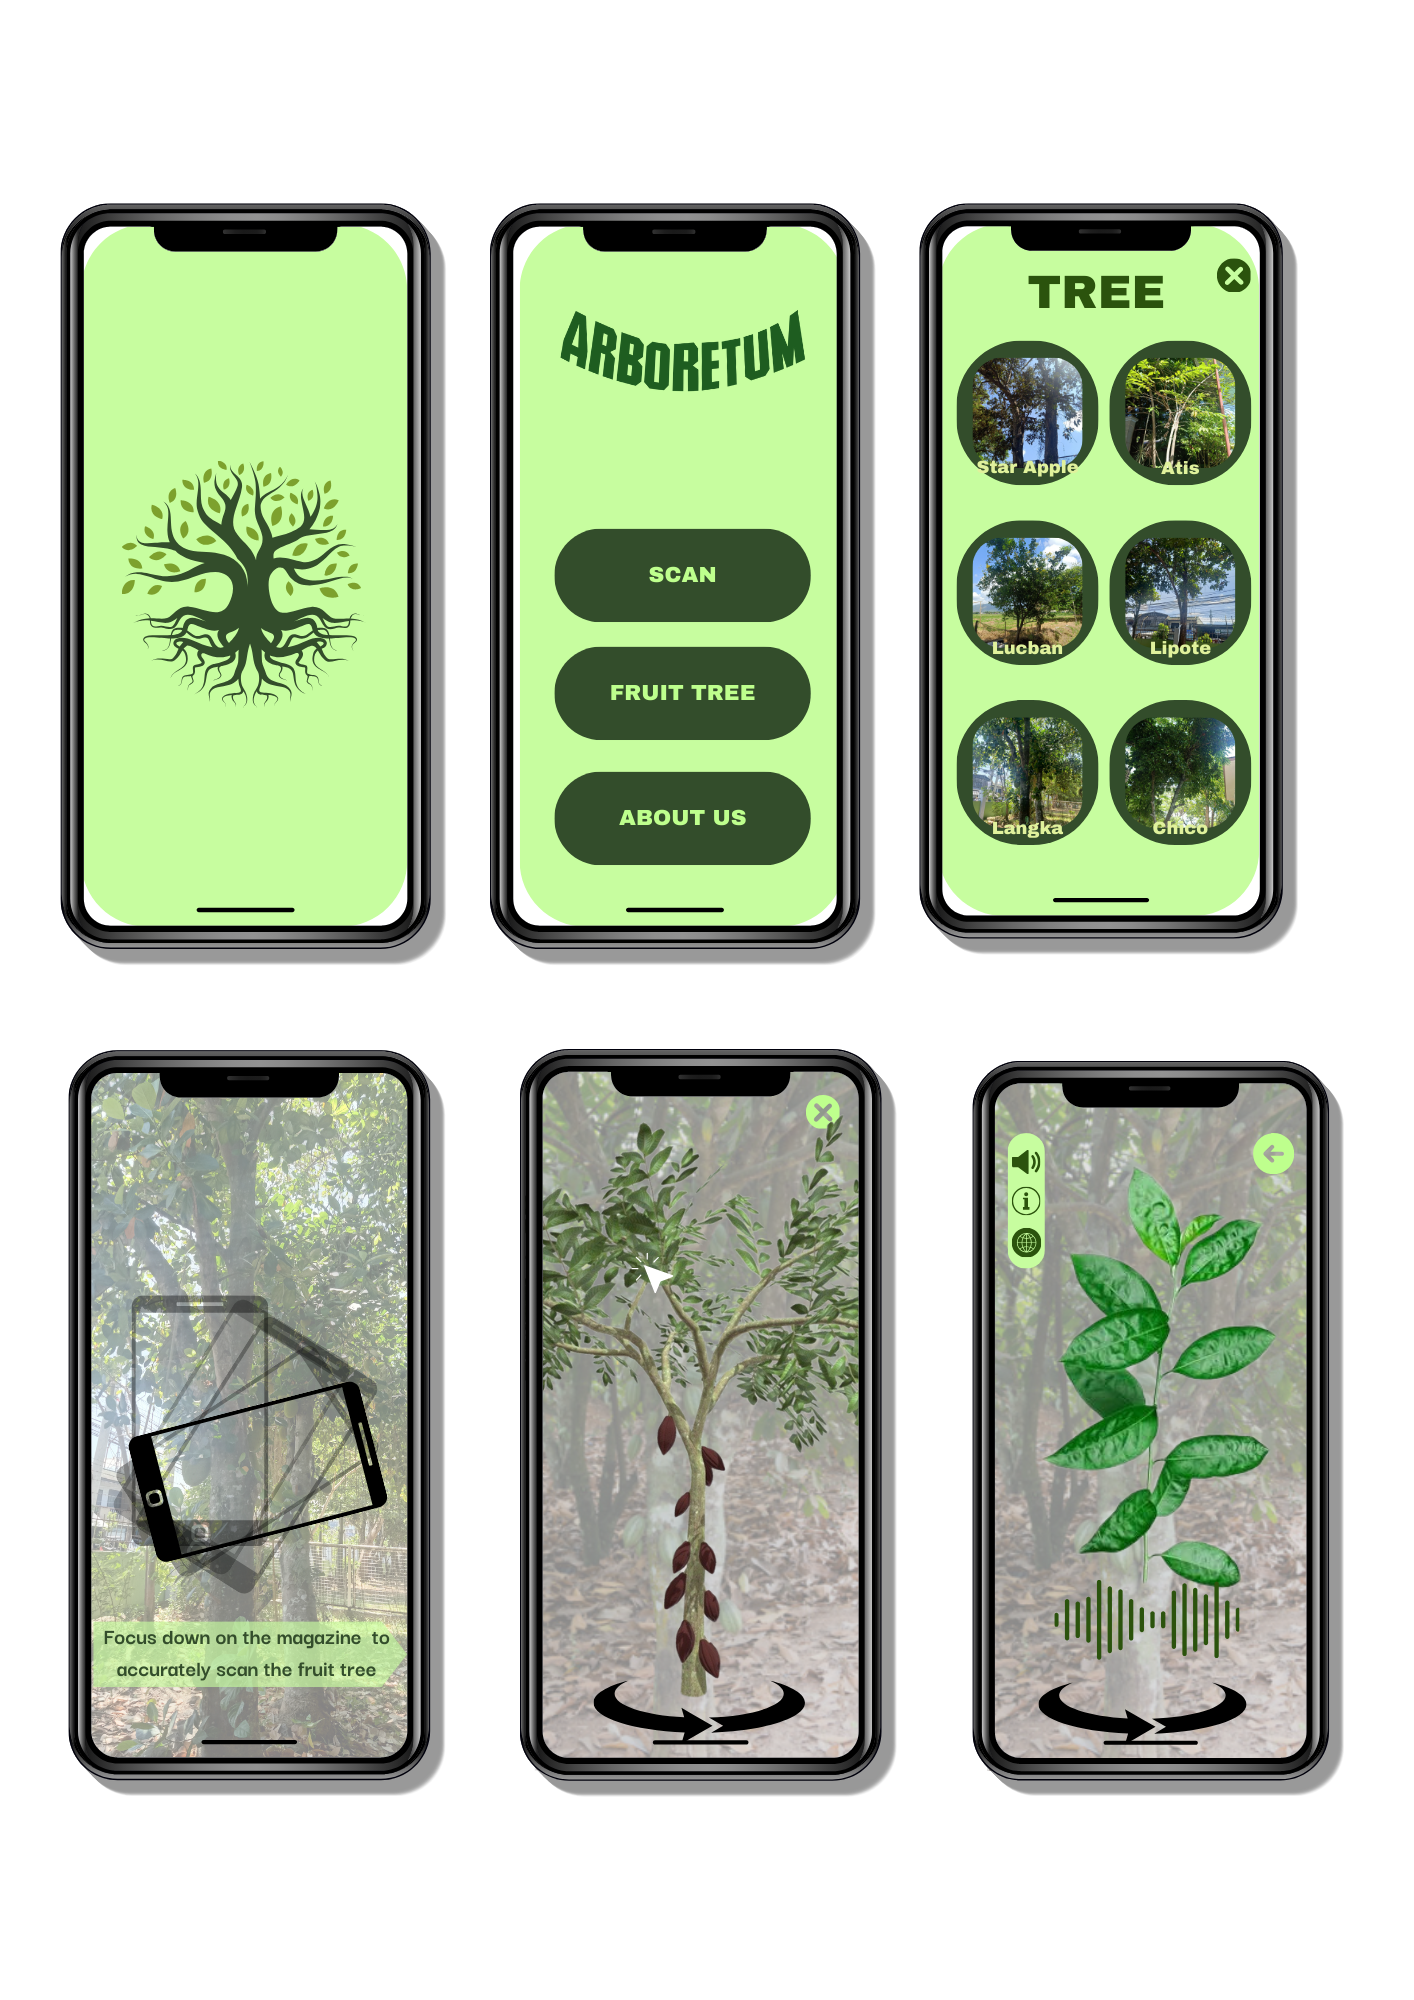 ARBORETUM
SCAN
FRUIT TREE
ABOUT US
TREE
Star Apple
Atis
Lucban
Lipote
Langka
Chico
Focus down on the magazine to
accurately scan the fruit tree